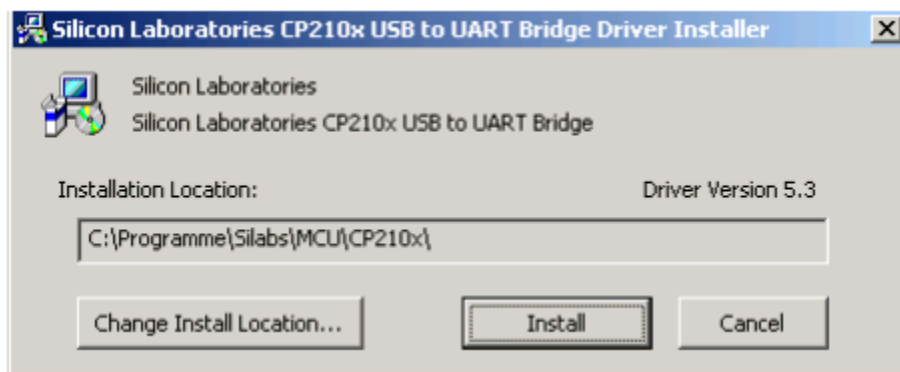 Silicon Laboratories CP210x USB to UART Bridge Driver Installer
Silicon Laboratories
Silicon Laboratories CP210x USB to UART Bridge
Installation Location:
Driver Version 5.3
C:\Programme\Silabs\MCU\CP210x\
Change Install Location...
Install
Cancel